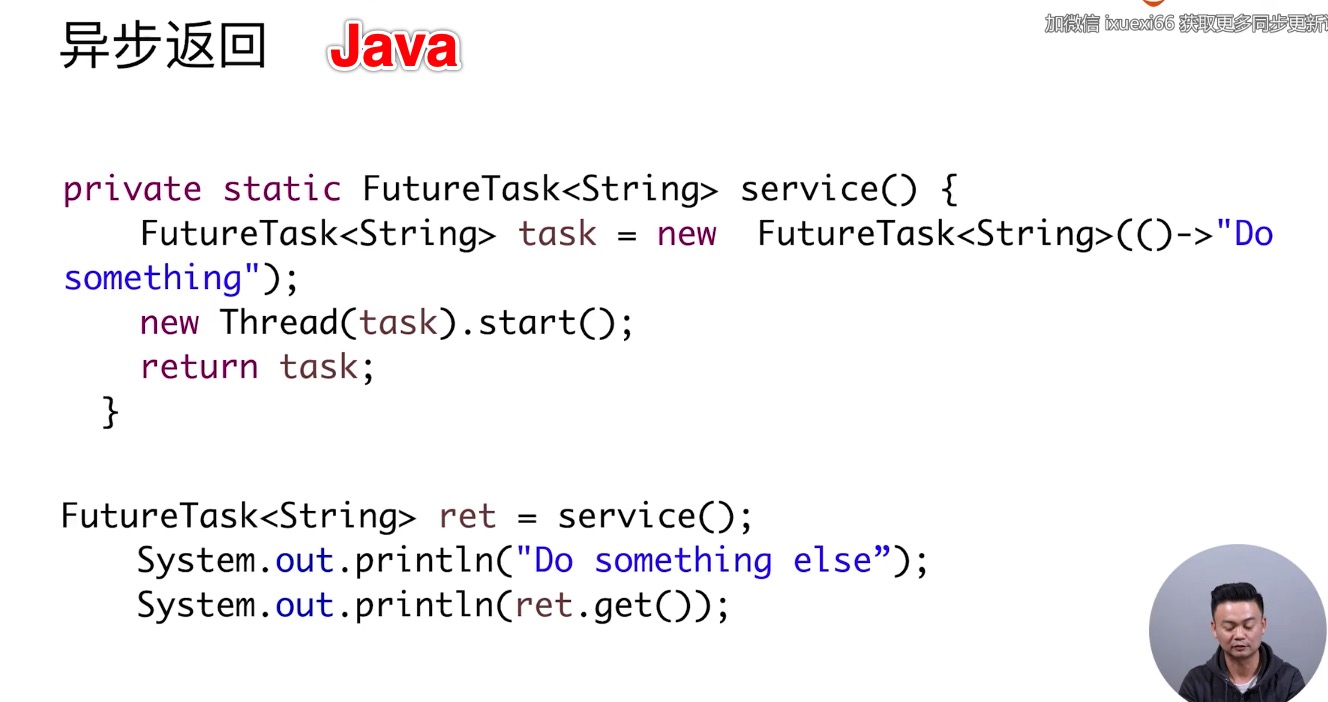 异步返回 Java
加微信 ixuexi66 获取更多同步更新
private static FutureTask<String> service() {
FutureTask<String> task = new FutureTask<String>(()->"Do
something");
new Thread(task).start();
return task;
}
FutureTask<String> ret = service();
System.out.println("Do something else”);
System.out.println(ret.get());